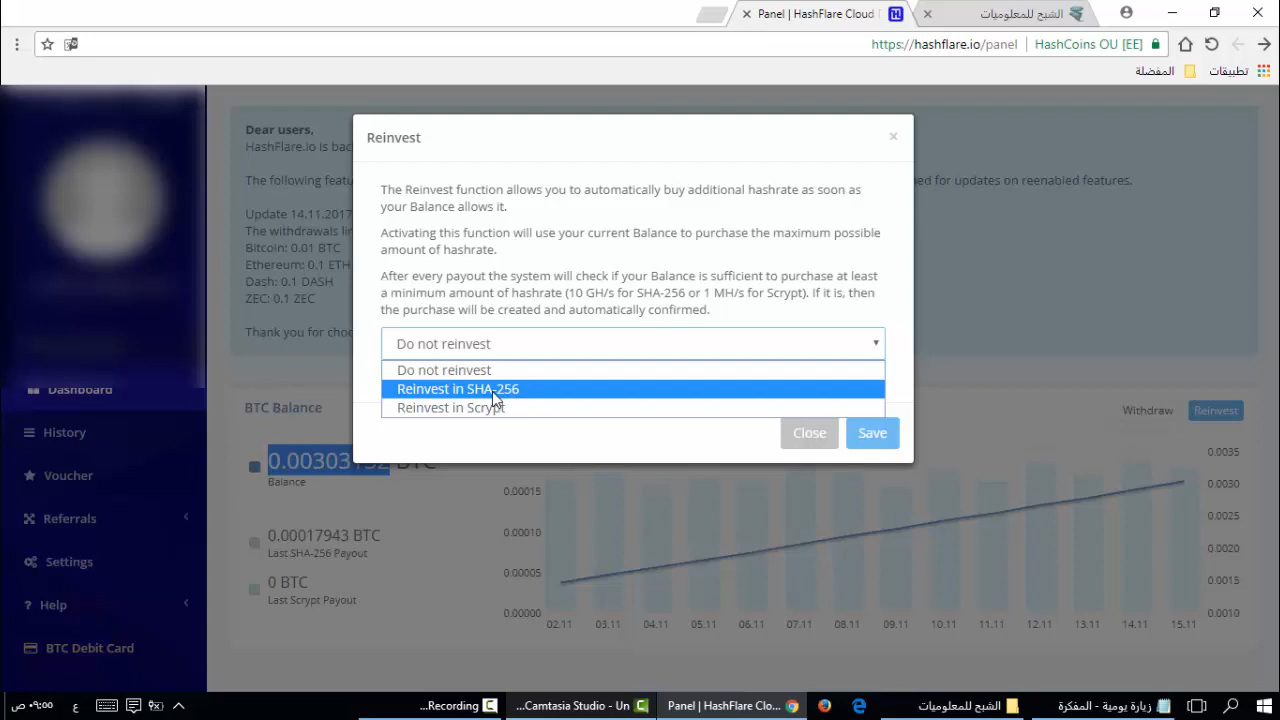 Panel | HashFlare Cloud
الشبح للمعلوميات
https://hashflare.io/panel
HashCoins OU [EE]
المفضلة
تطبيقات
Dear users,
HashFlare.io is bac
The following featu
ed for updates on reenabled features.
Update 14.11.2017
The withdrawals lin
Bitcoin: 0.01 BTC
Ethereum: 0.1 ETH
Dash: 0.1 DASH
ZEC: 0.1 ZEC
Thank you for choo
Reinvest
×
The Reinvest function allows you to automatically buy additional hashrate as soon as
your Balance allows it.
Activating this function will use your current Balance to purchase the maximum possible
amount of hashrate.
After every payout the system will check if your Balance is sufficient to purchase at least
a minimum amount of hashrate (10 GH/s for SHA-256 or 1 MH/s for Scrypt). If it is, then
the purchase will be created and automatically confirmed.
Do not reinvest
Do not reinvest
Reinvest in SHA-256
Reinvest in Scrypt
Close
Save
Dashboard
History
Voucher
Referrals
Settings
Help
BTC Debit Card
BTC Balance
Withdraw
Reinvest
BTC
Balance
0.00017943 BTC
Last SHA-256 Payout
0 BTC
Last Scrypt Payout
0.00015
0.00010
0.00005
0.00000
0.0035
0.0030
0.0025
0.0020
0.0015
0.0010
02.11
03.11
04.11
05.11
06.11
07.11
08.11
09.11
10.11
11.11
12.11
13.11
14.11
15.11
٠٩:٠٠ ص
ع
...Recording
...Camtasia Studio - Un
Panel | HashFlare Clo...
الشبح للمعلوميات
زيارة يومية - المفكرة